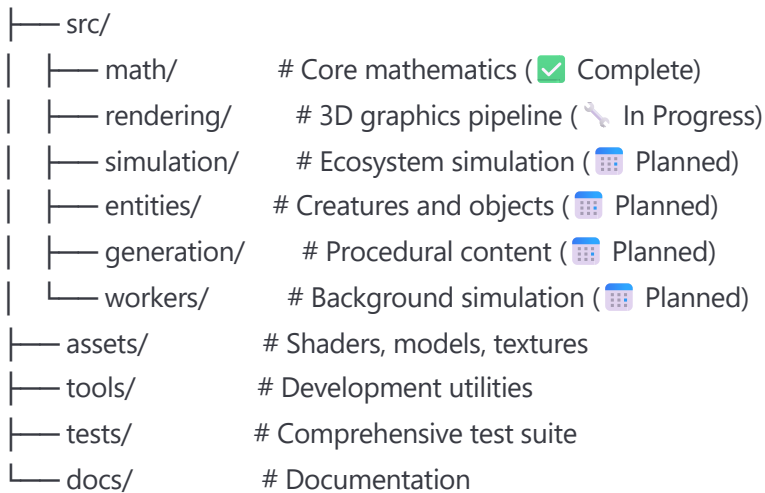 ├── src/
│   ├── math/              # Core mathematics (✅ Complete)
│   ├── rendering/         # 3D graphics pipeline (🔧 In Progress)
│   ├── simulation/        # Ecosystem simulation (📅 Planned)
│   ├── entities/          # Creatures and objects (📅 Planned)
│   ├── generation/        # Procedural content (📅 Planned)
│   └── workers/           # Background simulation (📅 Planned)
├── assets/                # Shaders, models, textures
├── tools/                 # Development utilities
├── tests/                 # Comprehensive test suite
└── docs/                  # Documentation